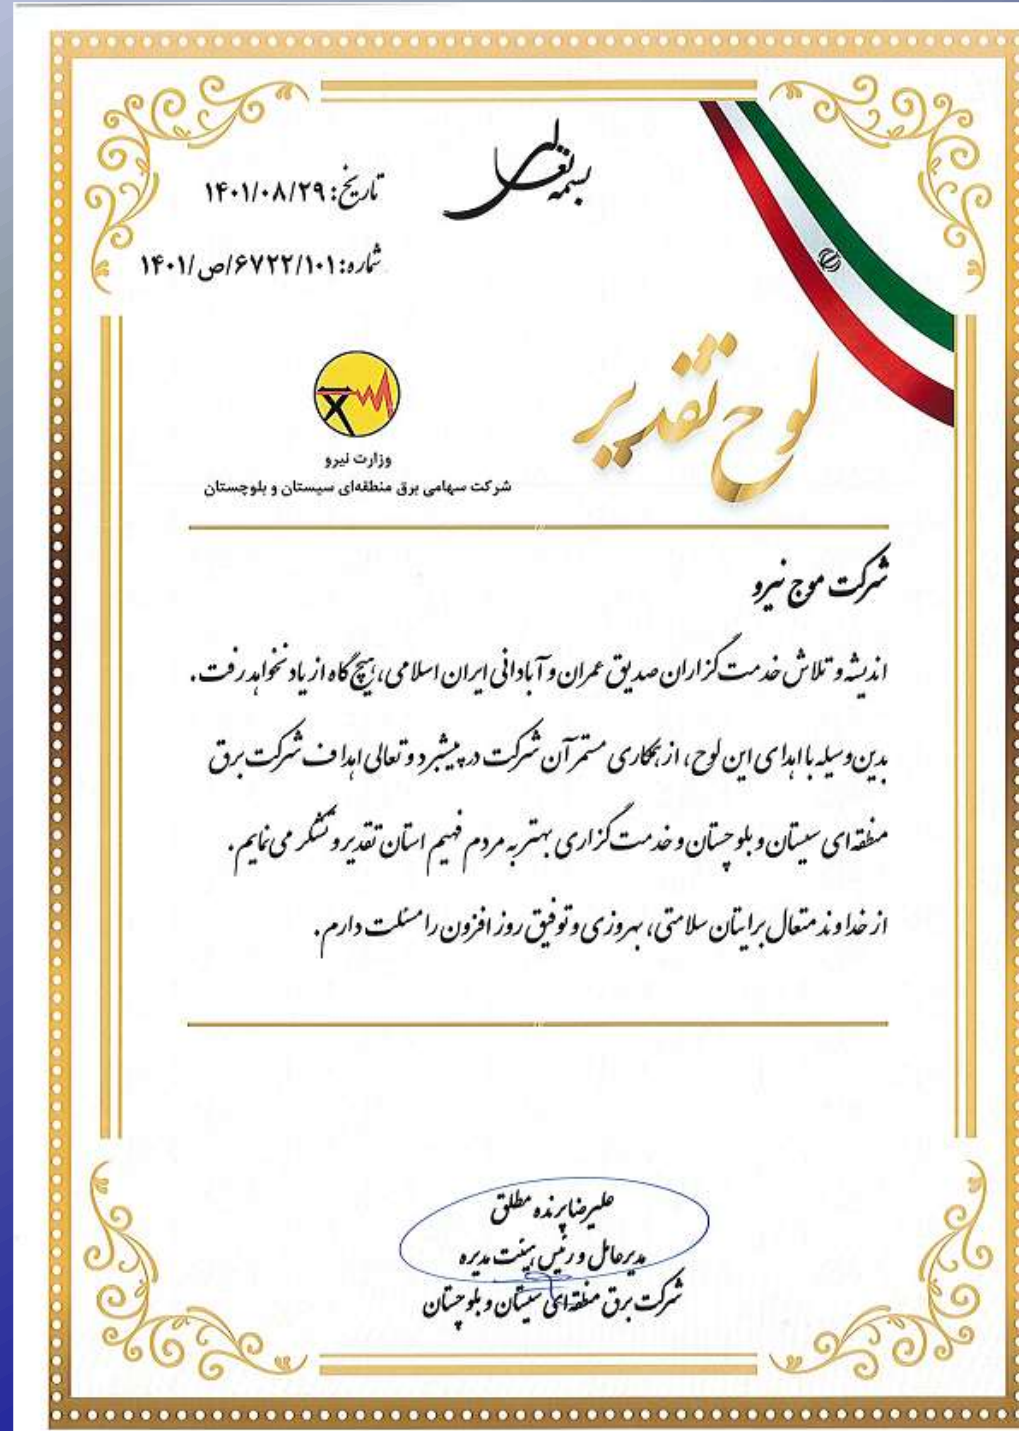 بسمه تعالی
تاریخ: ۱۴۰۱/۰۸/۲۹
شماره: ۶۷۲۲/۱۰۱/ص/۱۴۰۱
لوح تقدیر
وزارت نیرو
شرکت سهامی برق منطقه‌ای سیستان و بلوچستان
شرکت موج نیرو
اندیشه و تلاش خدمت گزاران صدیق عمران و آبادانی ایران اسلامی، هیچ گاه از یاد نخواهد رفت.
بدین وسیله با اهدای این لوح، از همکاری مستمر آن شرکت در پیشبرد و تعالی اهداف شرکت برق
منطقه ای سیستان و بلوچستان و خدمت گزاری بهتر به مردم فهیم استان تقدیر و تشکر می نمایم.
از خداوند متعال برایتان سلامتی، بهروزی و توفیق روز افزون را مسئلت دارم.
علیرضا پرنده مطلق
مدیرعامل و رئیس هیئت مدیره
شرکت برق منطقه ای سیستان و بلوچستان